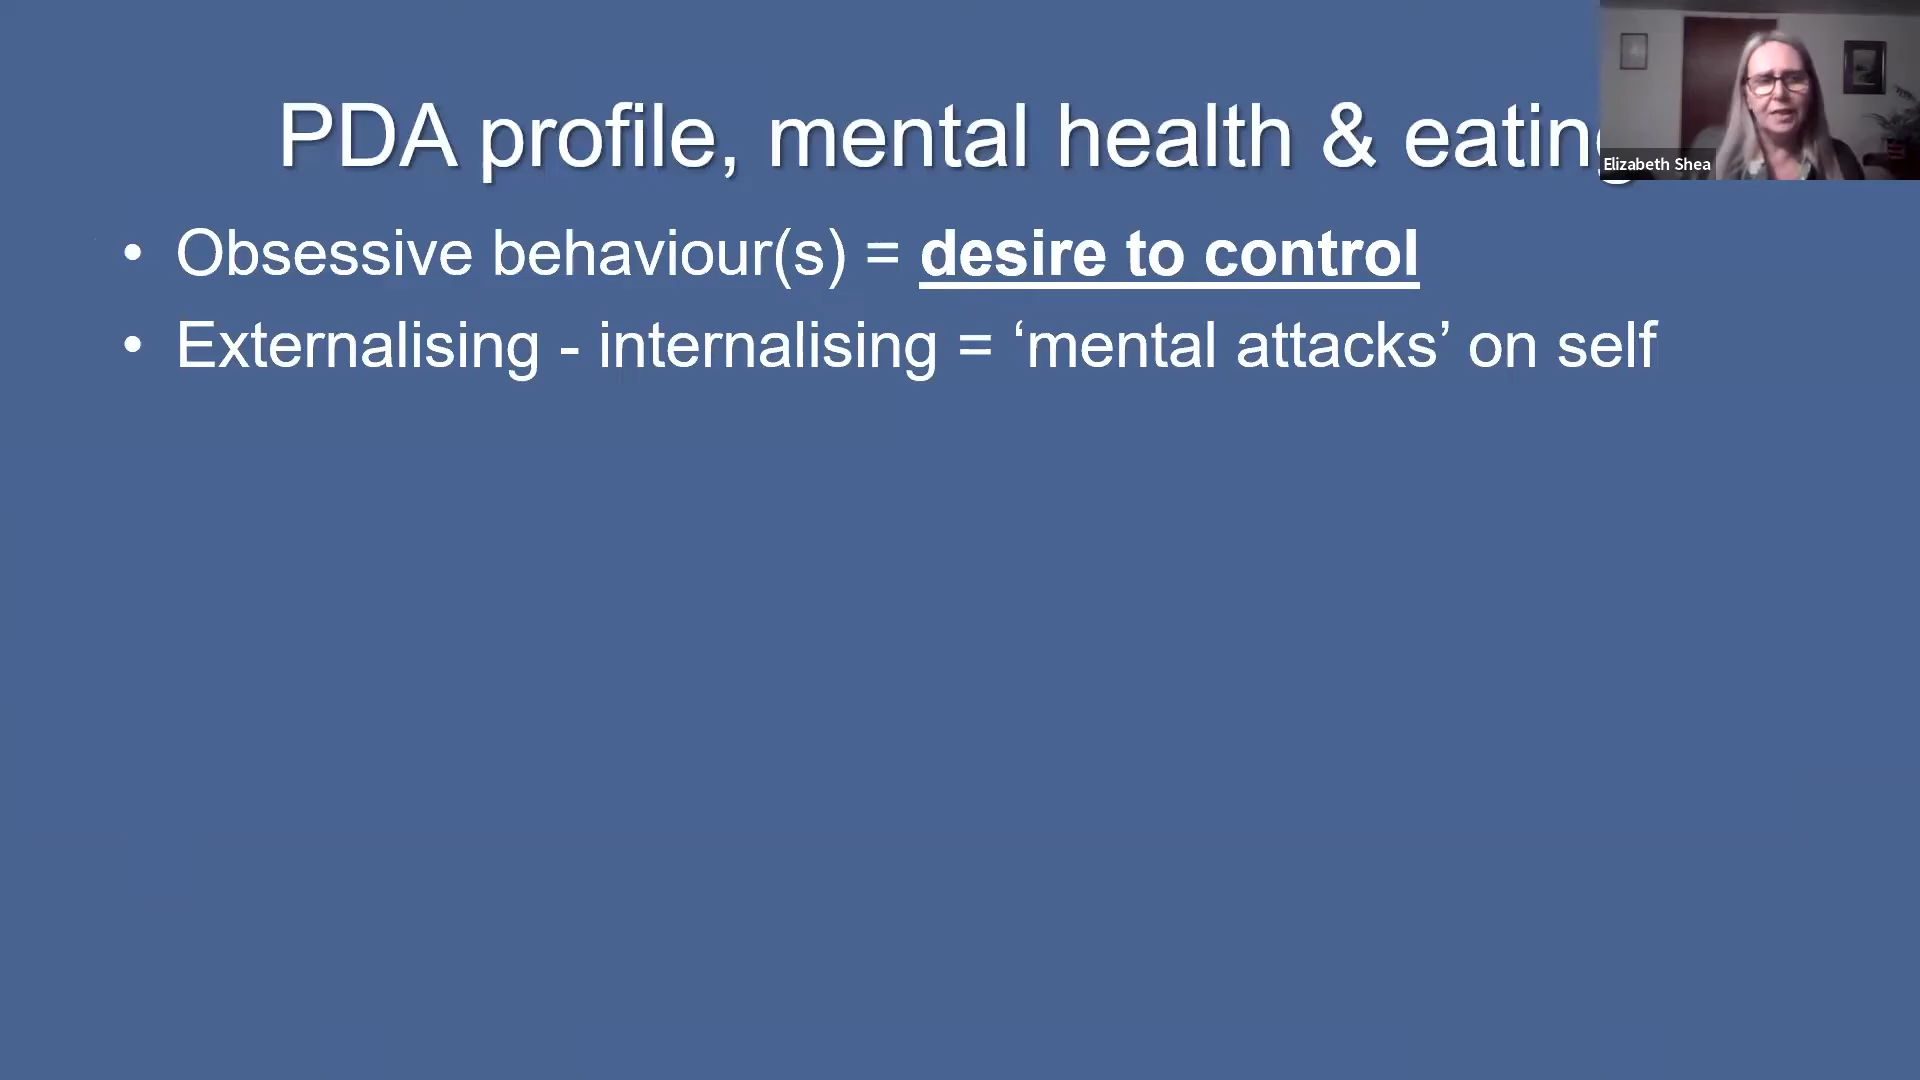 PDA profile, mental health & eating
Elizabeth Shea
• Obsessive behaviour(s) = desire to control
• Externalising - internalising = ‘mental attacks’ on self